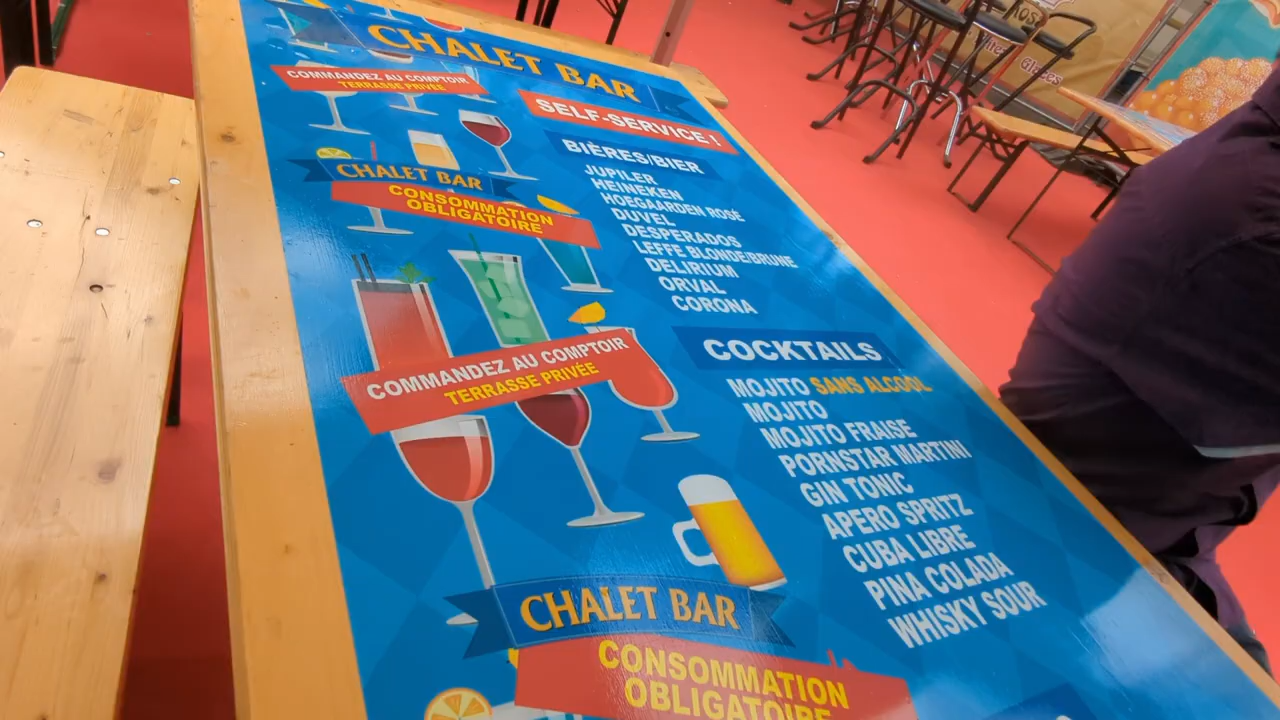 CHALET BAR
COMMANDEZ AU COMPTOIR
TERRASSE PRIVÉE
SELF-SERVICE !
BIÈRES/BIER
JUPILER
HEINEKEN
HOEGAARDEN ROSÉ
DUVEL
DESPERADOS
LEFFE BLONDE/BRUNE
DELIRIUM
ORVAL
CORONA
CHALET BAR
CONSOMMATION
OBLIGATOIRE
COMMANDEZ AU COMPTOIR
TERRASSE PRIVÉE
COCKTAILS
MOJITO SANS ALCOOL
MOJITO
MOJITO FRAISE
PORNSTAR MARTINI
GIN TONIC
APERO SPRITZ
CUBA LIBRE
PINA COLADA
WHISKY SOUR
CHALET BAR
CONSOMMATION
OBLIGATOIRE
Glaces